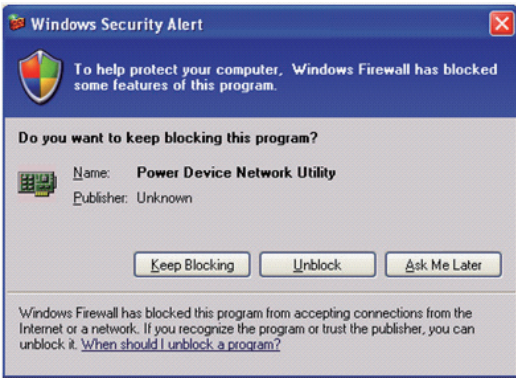 Windows Security Alert
To help protect your computer, Windows Firewall has blocked
some features of this program.
Do you want to keep blocking this program?
Name: Power Device Network Utility
Publisher: Unknown
Keep Blocking Unblock Ask Me Later
Windows Firewall has blocked this program from accepting connections from the
Internet or a network. If you recognize the program or trust the publisher, you can
unblock it. When should I unblock a program?